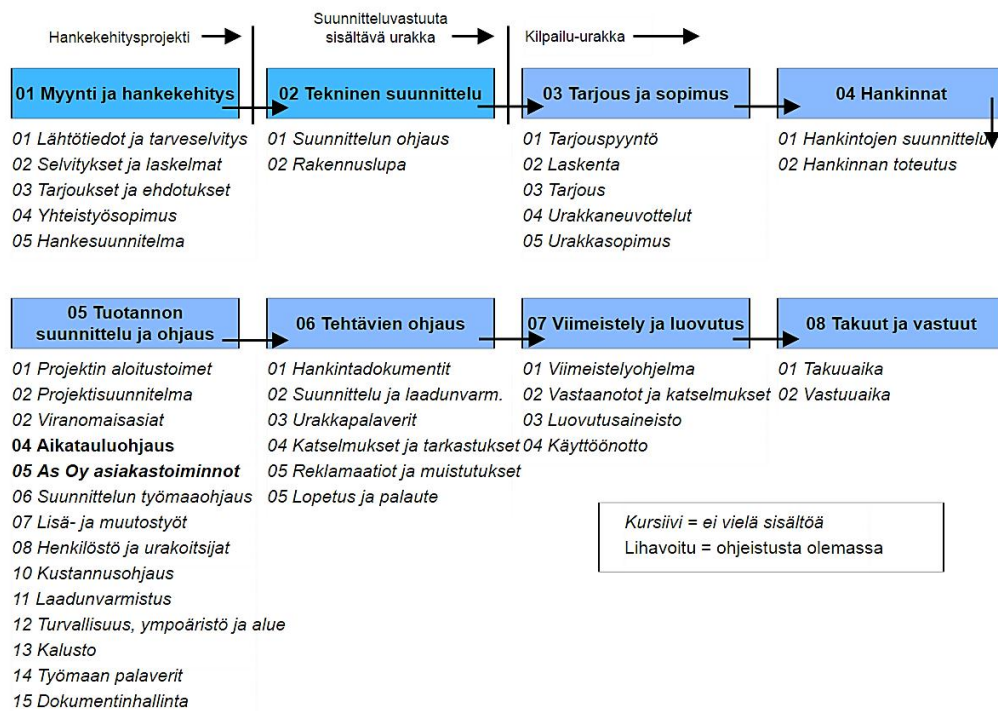 Hankekehitysprojekti
Suunnitteluvastuuta
sisältävä urakka
Kilpailu-urakka
01 Myynti ja hankekehitys
01 Lähtötiedot ja tarveselvitys
02 Selvitykset ja laskelmat
03 Tarjoukset ja ehdotukset
04 Yhteistyösopimus
05 Hankesuunnitelma
02 Tekninen suunnittelu
01 Suunnittelun ohjaus
02 Rakennuslupa
03 Tarjous ja sopimus
01 Tarjouspyyntö
02 Laskenta
03 Tarjous
04 Urakkaneuvottelut
05 Urakkasopimus
04 Hankinnat
01 Hankintojen suunnittelu
02 Hankinnan toteutus
05 Tuotannon
suunnittelu ja ohjaus
01 Projektin aloitustoimet
02 Projektisuunnitelma
02 Viranomaisasiat
04 Aikatauluohjaus
05 As Oy asiakastoiminnot
06 Suunnittelun työmaaohjaus
07 Lisä- ja muutostyöt
08 Henkilöstö ja urakoitsijat
10 Kustannusohjaus
11 Laadunvarmistus
12 Turvallisuus, ympoäristö ja alue
13 Kalusto
14 Työmaan palaverit
15 Dokumentinhallinta
06 Tehtävien ohjaus
01 Hankintadokumentit
02 Suunnittelu ja laadunvarm.
03 Urakkapalaverit
04 Katselmukset ja tarkastukset
05 Reklamaatiot ja muistutukset
05 Lopetus ja palaute
07 Viimeistely ja luovutus
01 Viimeistelyohjelma
02 Vastaanotot ja katselmukset
03 Luovutusaineisto
04 Käyttöönotto
08 Takuut ja vastuut
01 Takuuaika
02 Vastuuaika
Kursiivi = ei vielä sisältöä
Lihavoitu = ohjeistusta olemassa